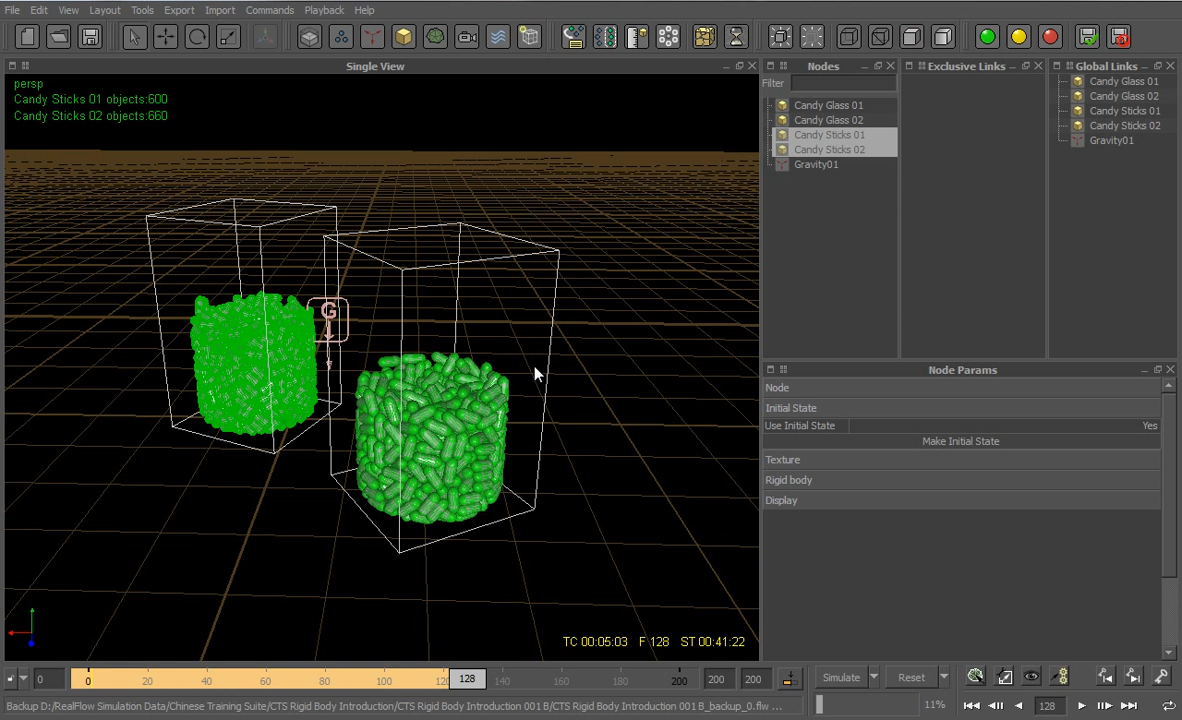 File Edit View Layout Tools Export Import Commands Playback Help
Single View
persp
Candy Sticks 01 objects:600
Candy Sticks 02 objects:660
G
TC 00:05:03 F 128 ST 00:41:22
Nodes
Filter
Candy Glass 01
Candy Glass 02
Candy Sticks 01
Candy Sticks 02
Gravity01
Exclusive Links
Global Links
Candy Glass 01
Candy Glass 02
Candy Sticks 01
Candy Sticks 02
Gravity01
Node Params
Node
Initial State
Use Initial State Yes
Make Initial State
Texture
Rigid body
Display
0 0 20 40 60 80 100 128 140 160 180 200 200 200
Simulate Reset
Backup D:/RealFlow Simulation Data/Chinese Training Suite/CTS Rigid Body Introduction/CTS Rigid Body Introduction 001 B/CTS Rigid Body Introduction 001 B_backup_0.flw ...
11% 128